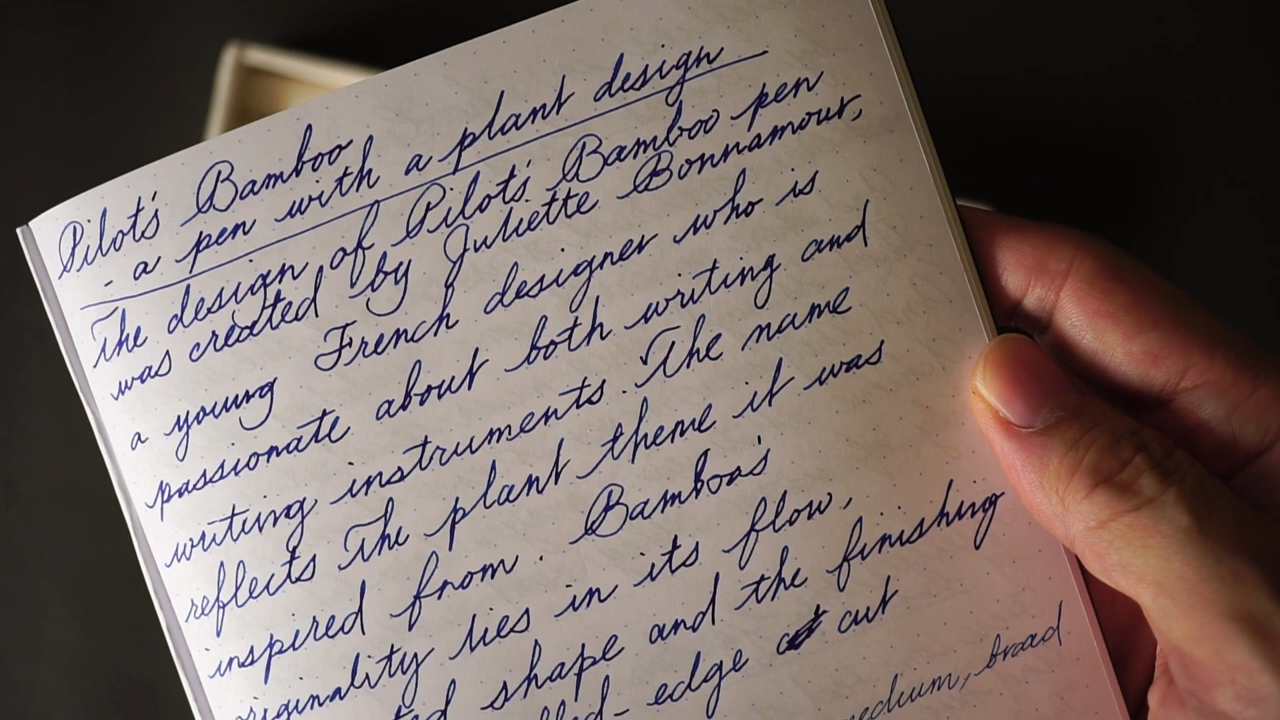 Pilot's Bamboo
- a pen with a plant design
The design of Pilot's Bamboo pen
was created by Juliette Bonnamour,
a young French designer who is
passionate about both writing and
writing instruments. The name
reflects The plant theme it was
inspired from. Bamboo's
originality lies in its flow,
shape and the finishing
edge cut
medium, broad